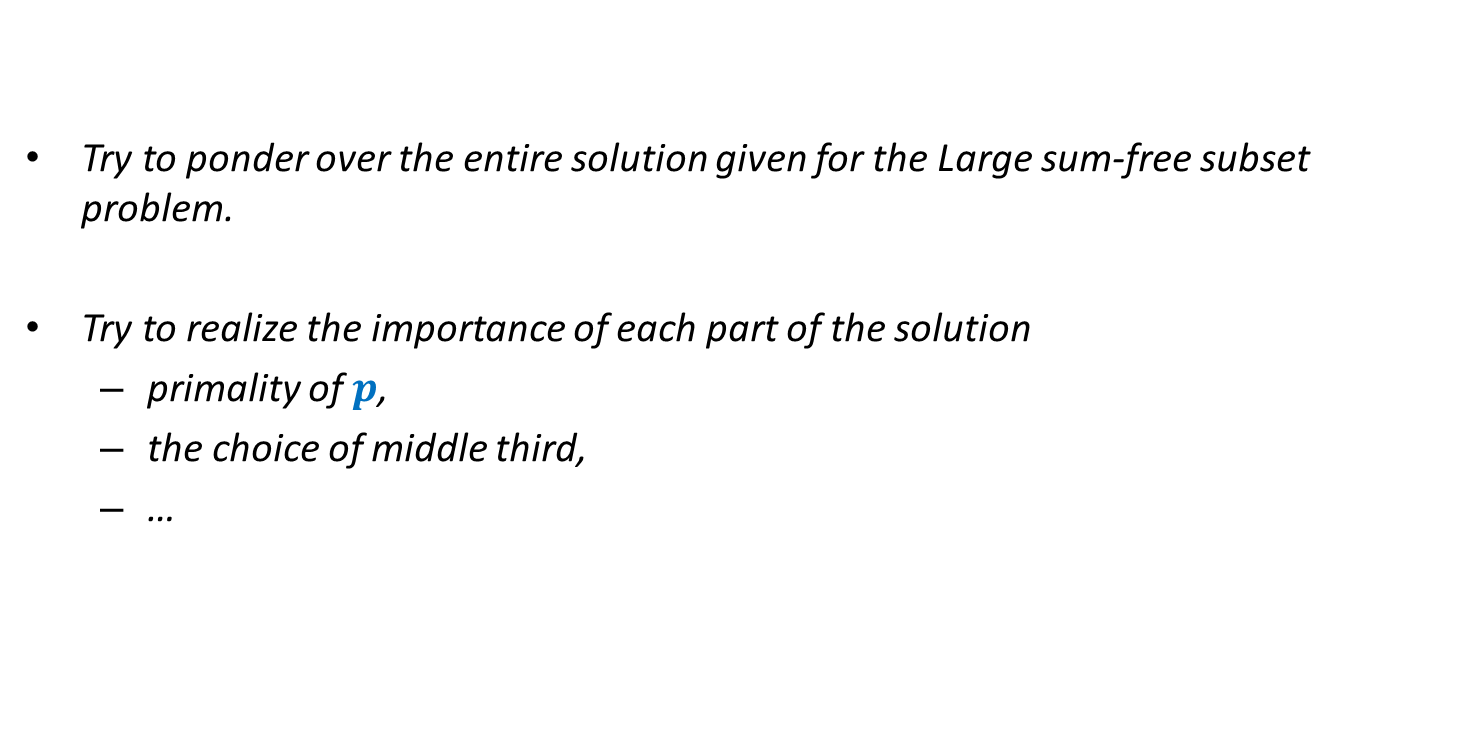 • Try to ponder over the entire solution given for the Large sum-free subset
problem.
• Try to realize the importance of each part of the solution
– primality of p,
– the choice of middle third,
– ...